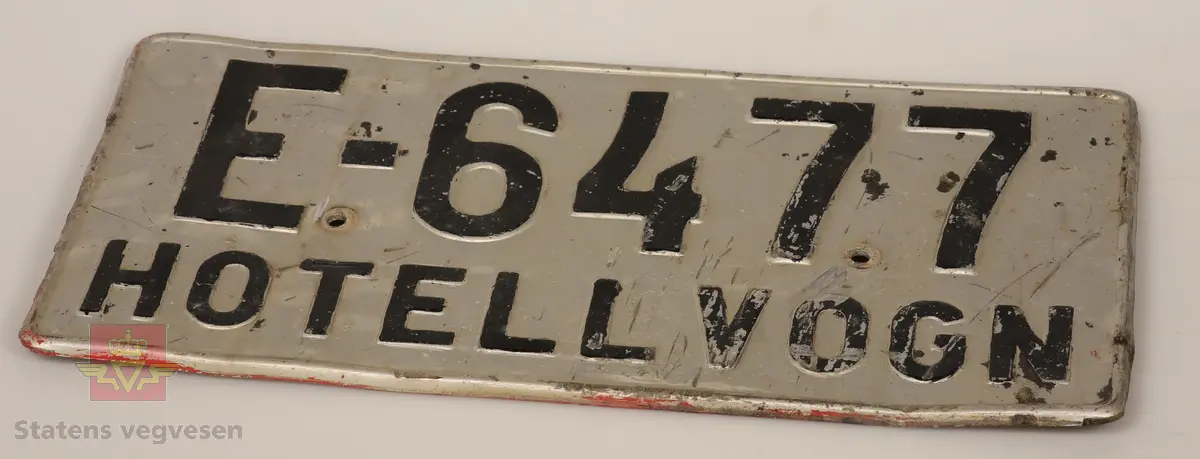 E-6477
HOTELLVOGN
Statens vegvesen